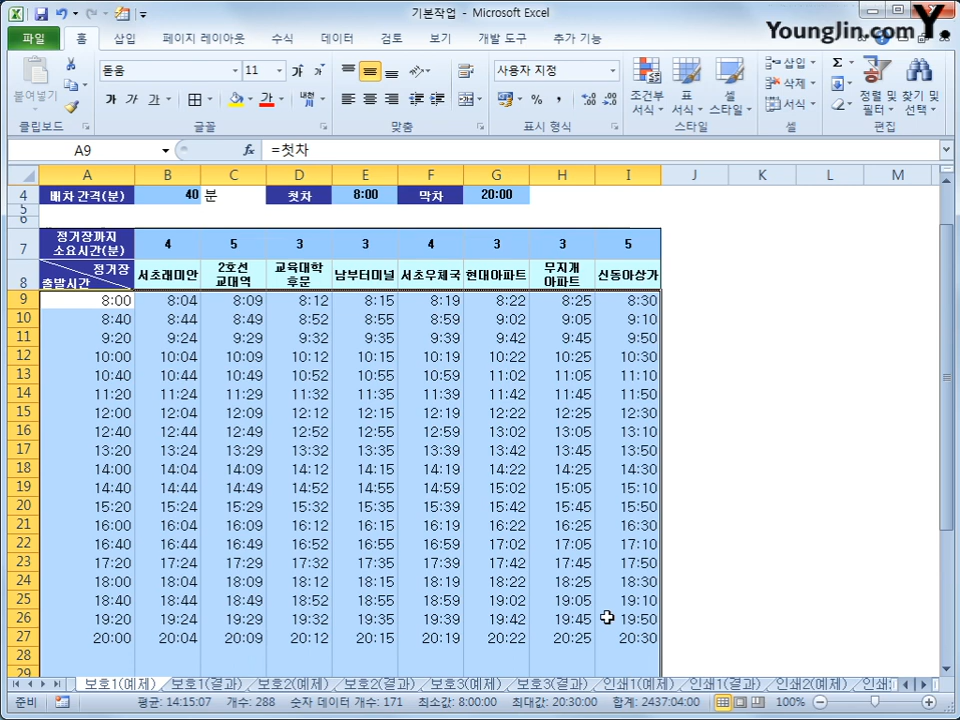 기본작업 - Microsoft Excel
Younglin.com Y.
파일 홈 삽입 페이지 레이아웃 수식 데이터 검토 보기 개발 도구 추가 기능
붙여넣기 돋움 11 가 가 사용자 지정 조건부 서식 표 서식 셀 스타일 삽입 삭제 서식 정렬 및 필터 찾기 및 선택
가 가 가 내천 %
클립보드 글꼴 맞춤 표시 형식 스타일 셀 편집
A9 fx =첫차
A B C D E F G H I J K L M
4 배차 간격(분) 40 분 첫차 8:00 막차 20:00
5
6
7 정거장까지 소요시간(분) 4 5 3 3 4 3 3 5
8 정거장 출발시간 서초래미안 2호선 교대역 교육대학 후문 남부터미널 서초우체국 현대아파트 무지개 아파트 신동아상가
9 8:00 8:04 8:09 8:12 8:15 8:19 8:22 8:25 8:30
10 8:40 8:44 8:49 8:52 8:55 8:59 9:02 9:05 9:10
11 9:20 9:24 9:29 9:32 9:35 9:39 9:42 9:45 9:50
12 10:00 10:04 10:09 10:12 10:15 10:19 10:22 10:25 10:30
13 10:40 10:44 10:49 10:52 10:55 10:59 11:02 11:05 11:10
14 11:20 11:24 11:29 11:32 11:35 11:39 11:42 11:45 11:50
15 12:00 12:04 12:09 12:12 12:15 12:19 12:22 12:25 12:30
16 12:40 12:44 12:49 12:52 12:55 12:59 13:02 13:05 13:10
17 13:20 13:24 13:29 13:32 13:35 13:39 13:42 13:45 13:50
18 14:00 14:04 14:09 14:12 14:15 14:19 14:22 14:25 14:30
19 14:40 14:44 14:49 14:52 14:55 14:59 15:02 15:05 15:10
20 15:20 15:24 15:29 15:32 15:35 15:39 15:42 15:45 15:50
21 16:00 16:04 16:09 16:12 16:15 16:19 16:22 16:25 16:30
22 16:40 16:44 16:49 16:52 16:55 16:59 17:02 17:05 17:10
23 17:20 17:24 17:29 17:32 17:35 17:39 17:42 17:45 17:50
24 18:00 18:04 18:09 18:12 18:15 18:19 18:22 18:25 18:30
25 18:40 18:44 18:49 18:52 18:55 18:59 19:02 19:05 19:10
26 19:20 19:24 19:29 19:32 19:35 19:39 19:42 19:45 19:50
27 20:00 20:04 20:09 20:12 20:15 20:19 20:22 20:25 20:30
28
29
보호1(예제) 보호1(결과) 보호2(예제) 보호2(결과) 보호3(예제) 보호3(결과) 인쇄1(예제) 인쇄1(결과) 인쇄2(예제) 인쇄
준비 평균: 14:15:07 개수: 288 숫자 데이터 개수: 171 최소값: 8:00:00 최대값: 20:30:00 합계: 2437:04:00 100%